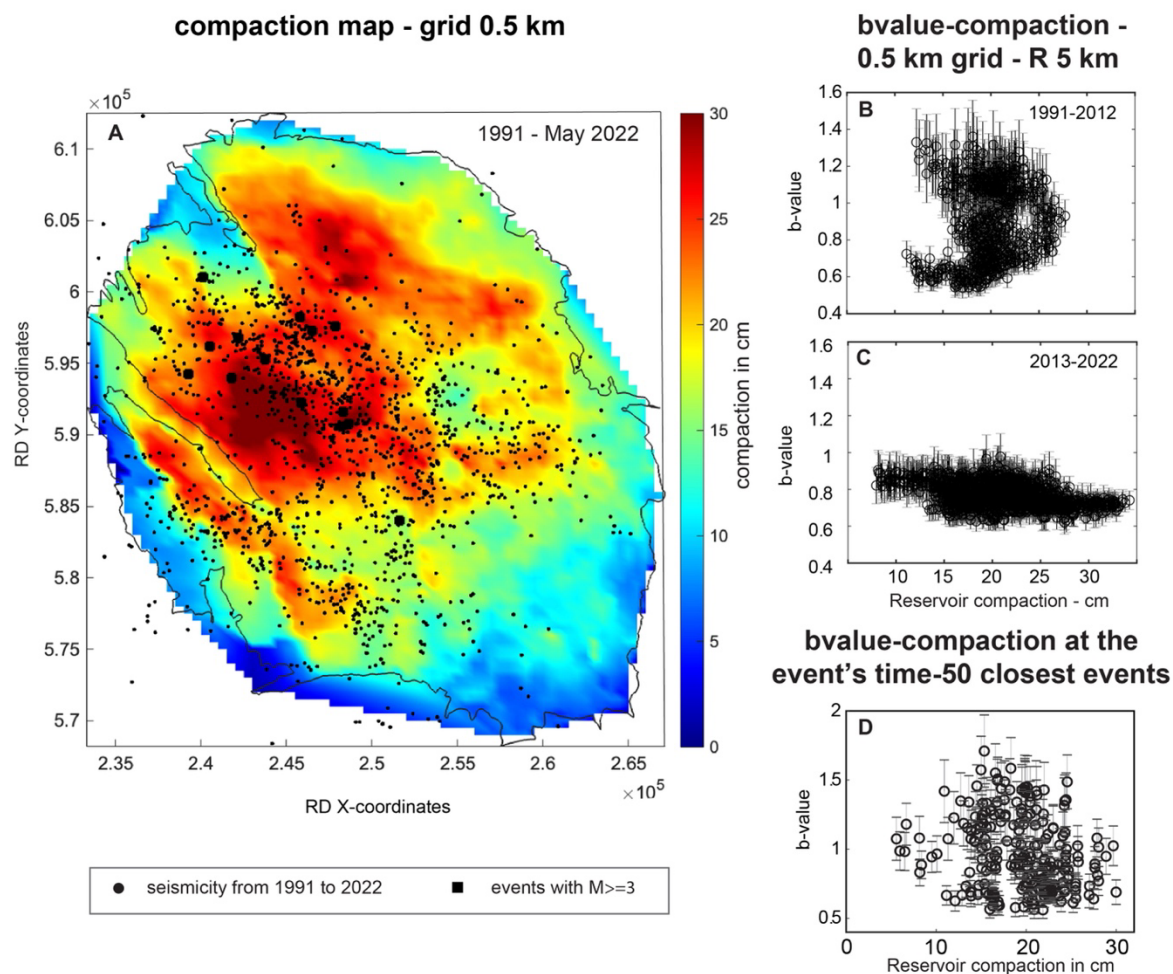 compaction map - grid 0.5 km
×10⁵
A
1991 - May 2022
6.1
6.05
6
5.95
5.9
5.85
5.8
5.75
5.7
RD Y-coordinates
2.35
2.4
2.45
2.5
2.55
2.6
2.65
×10⁵
RD X-coordinates
30
25
20
15
10
5
0
compaction in cm
seismicity from 1991 to 2022
events with M>=3
bvalue-compaction -
0.5 km grid - R 5 km
B
1991-2012
1.6
1.4
1.2
1
0.8
0.6
0.4
b-value
C
2013-2022
1.6
1.4
1.2
1
0.8
0.6
0.4
b-value
10
15
20
25
30
Reservoir compaction - cm
bvalue-compaction at the
event's time-50 closest events
D
2
1.5
1
0.5
b-value
0
10
20
30
Reservoir compaction in cm